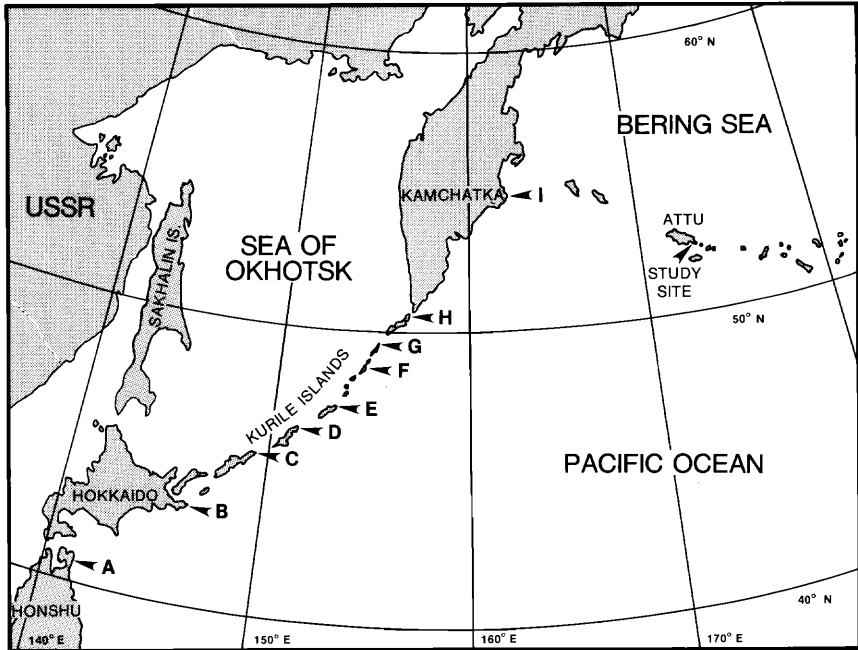 60° N
BERING SEA
KAMCHATKA
I
USSR
ATTU
SEA OF
OKHOTSK
SAKHALIN IS.
STUDY
SITE
H
50° N
G
F
KURILE ISLANDS
E
D
C
PACIFIC OCEAN
HOKKAIDO
B
A
HONSHU
40° N
140° E
150° E
160° E
170° E